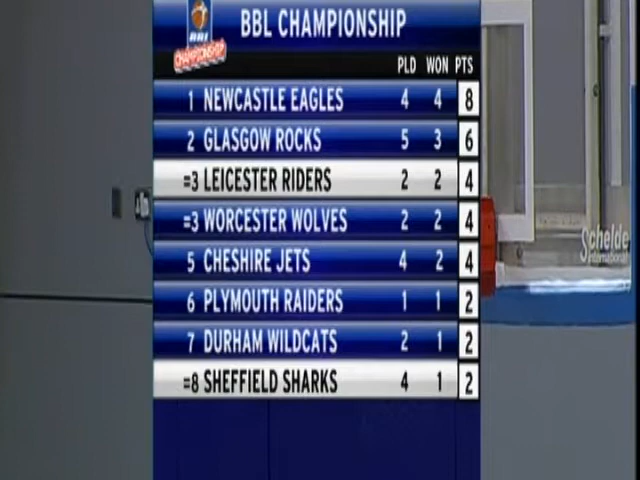 BBL CHAMPIONSHIP
BBL
CHAMPIONSHIP
PLD WON PTS
1 NEWCASTLE EAGLES 4 4 8
2 GLASGOW ROCKS 5 3 6
=3 LEICESTER RIDERS 2 2 4
=3 WORCESTER WOLVES 2 2 4
5 CHESHIRE JETS 4 2 4
6 PLYMOUTH RAIDERS 1 1 2
7 DURHAM WILDCATS 2 1 2
=8 SHEFFIELD SHARKS 4 1 2
Schelde
International